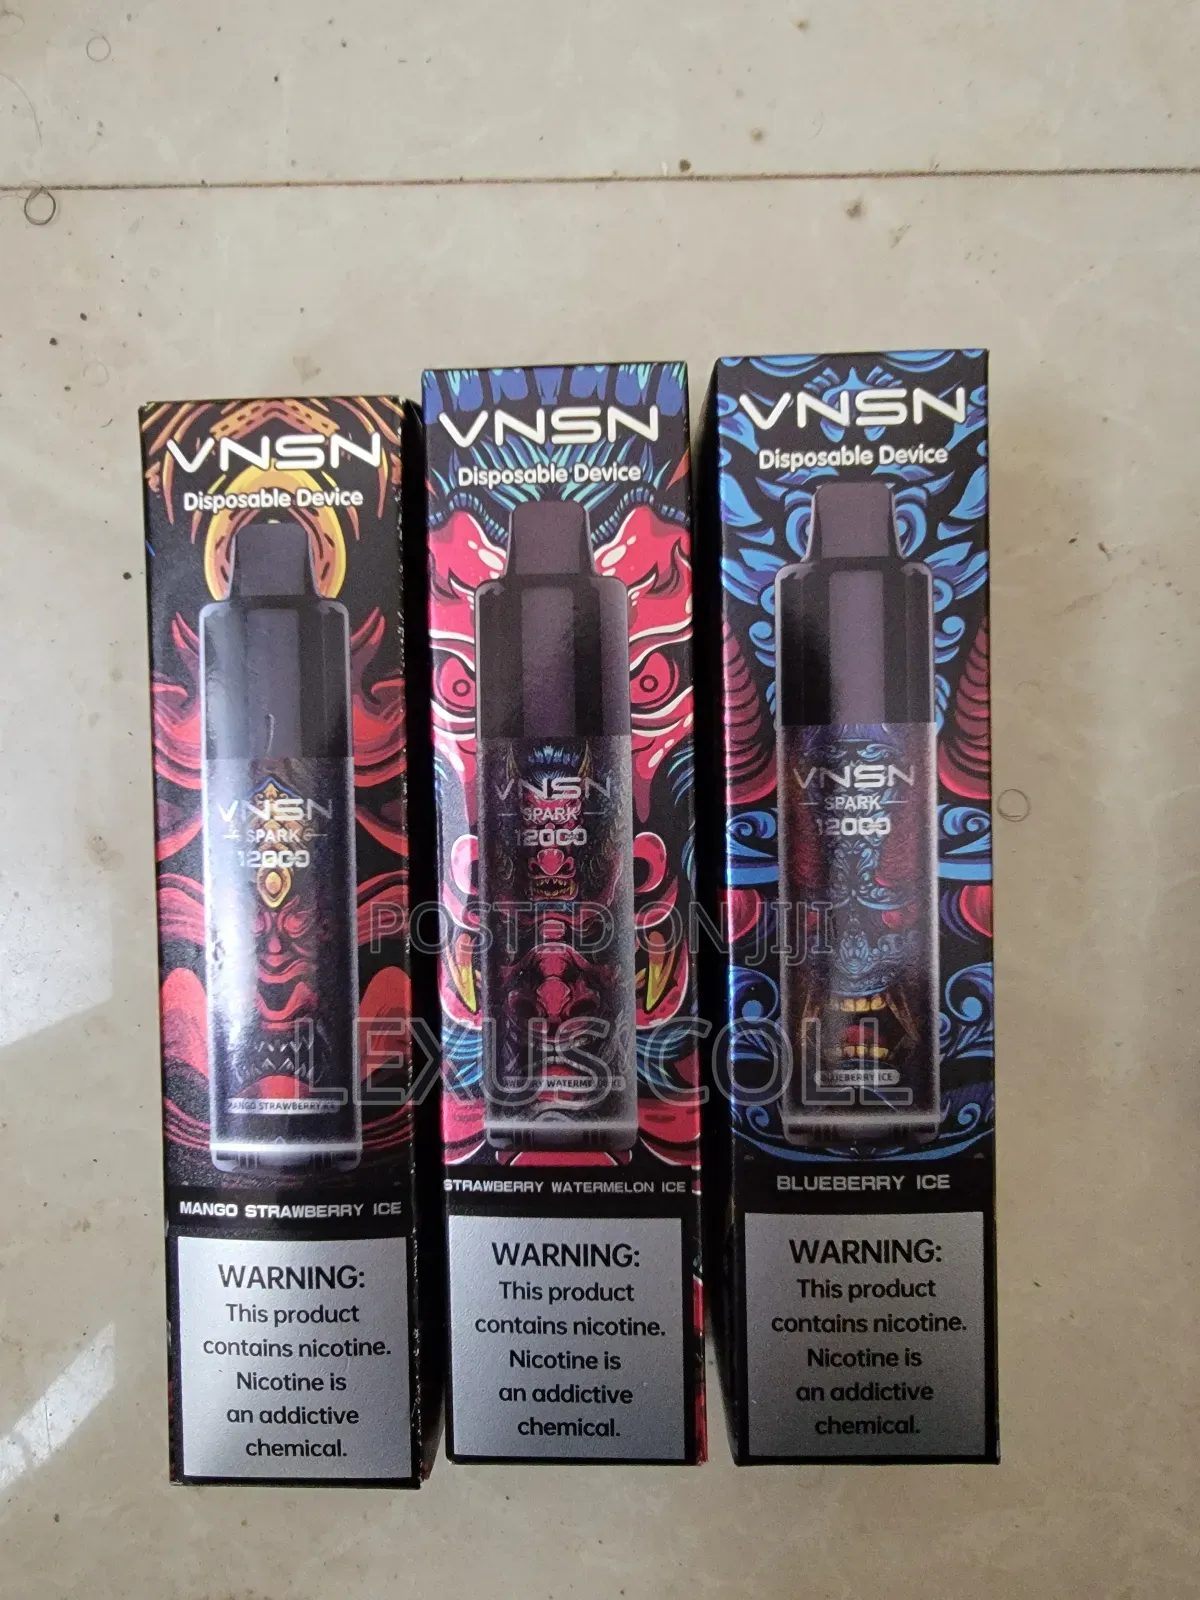 VNSN
Disposable Device
VNSN
SPARK
12000
MANGO STRAWBERRY ICE
MANGO STRAWBERRY ICE
WARNING:
This product
contains nicotine.
Nicotine is
an addictive
chemical.
VNSN
Disposable Device
VNSN
SPARK
12000
STRAWBERRY WATERMELON ICE
WARNING:
This product
contains nicotine.
Nicotine is
an addictive
chemical.
VNSN
Disposable Device
VNSN
SPARK
12000
BLUEBERRY ICE
BLUEBERRY ICE
WARNING:
This product
contains nicotine.
Nicotine is
an addictive
chemical.
POSTED ON JIJI
LEXUS COLL